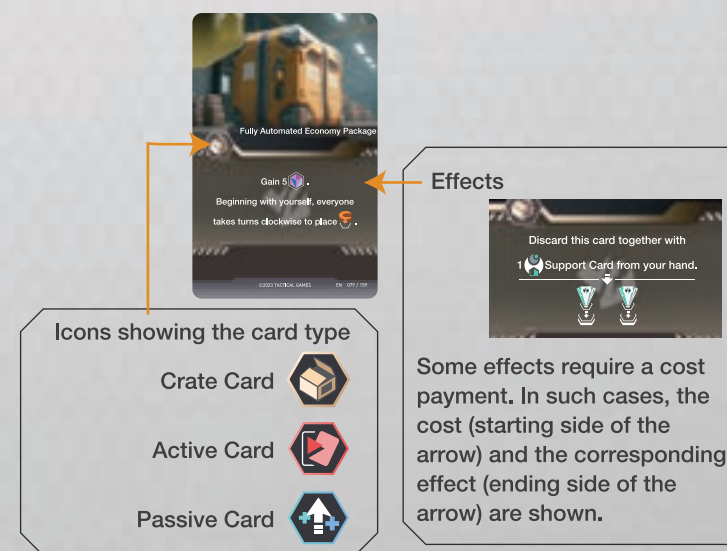 Fully Automated Economy Package
Gain 5 .
Beginning with yourself, everyone
takes turns clockwise to place .
©2023 TACTICAL GAMES EN 079 / 159
Icons showing the card type
Crate Card
Active Card
Passive Card
Effects
Discard this card together with
1 Support Card from your hand.
Some effects require a cost
payment. In such cases, the
cost (starting side of the
arrow) and the corresponding
effect (ending side of the
arrow) are shown.